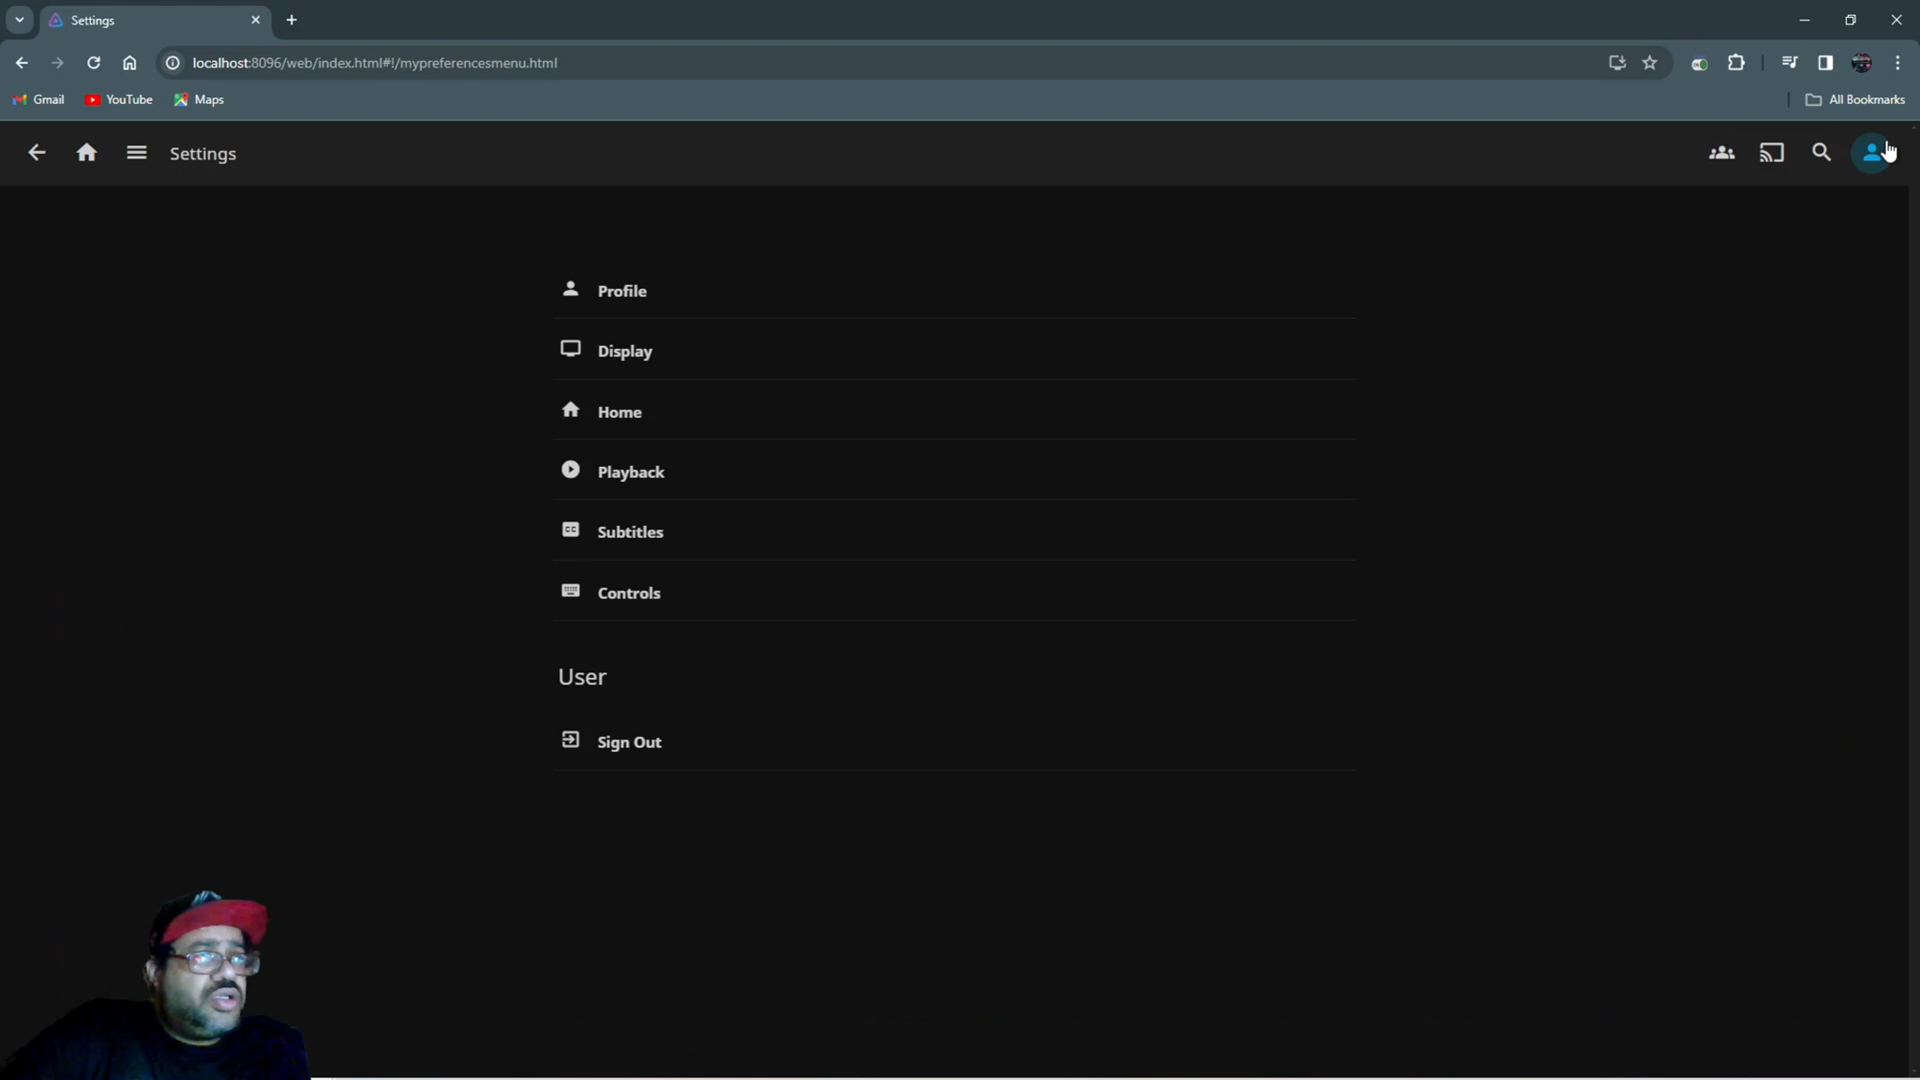 Settings
localhost:8096/web/index.html#!/mypreferencesmenu.html
Gmail
YouTube
Maps
All Bookmarks
Settings
Profile
Display
Home
Playback
CC
Subtitles
Controls
User
Sign Out